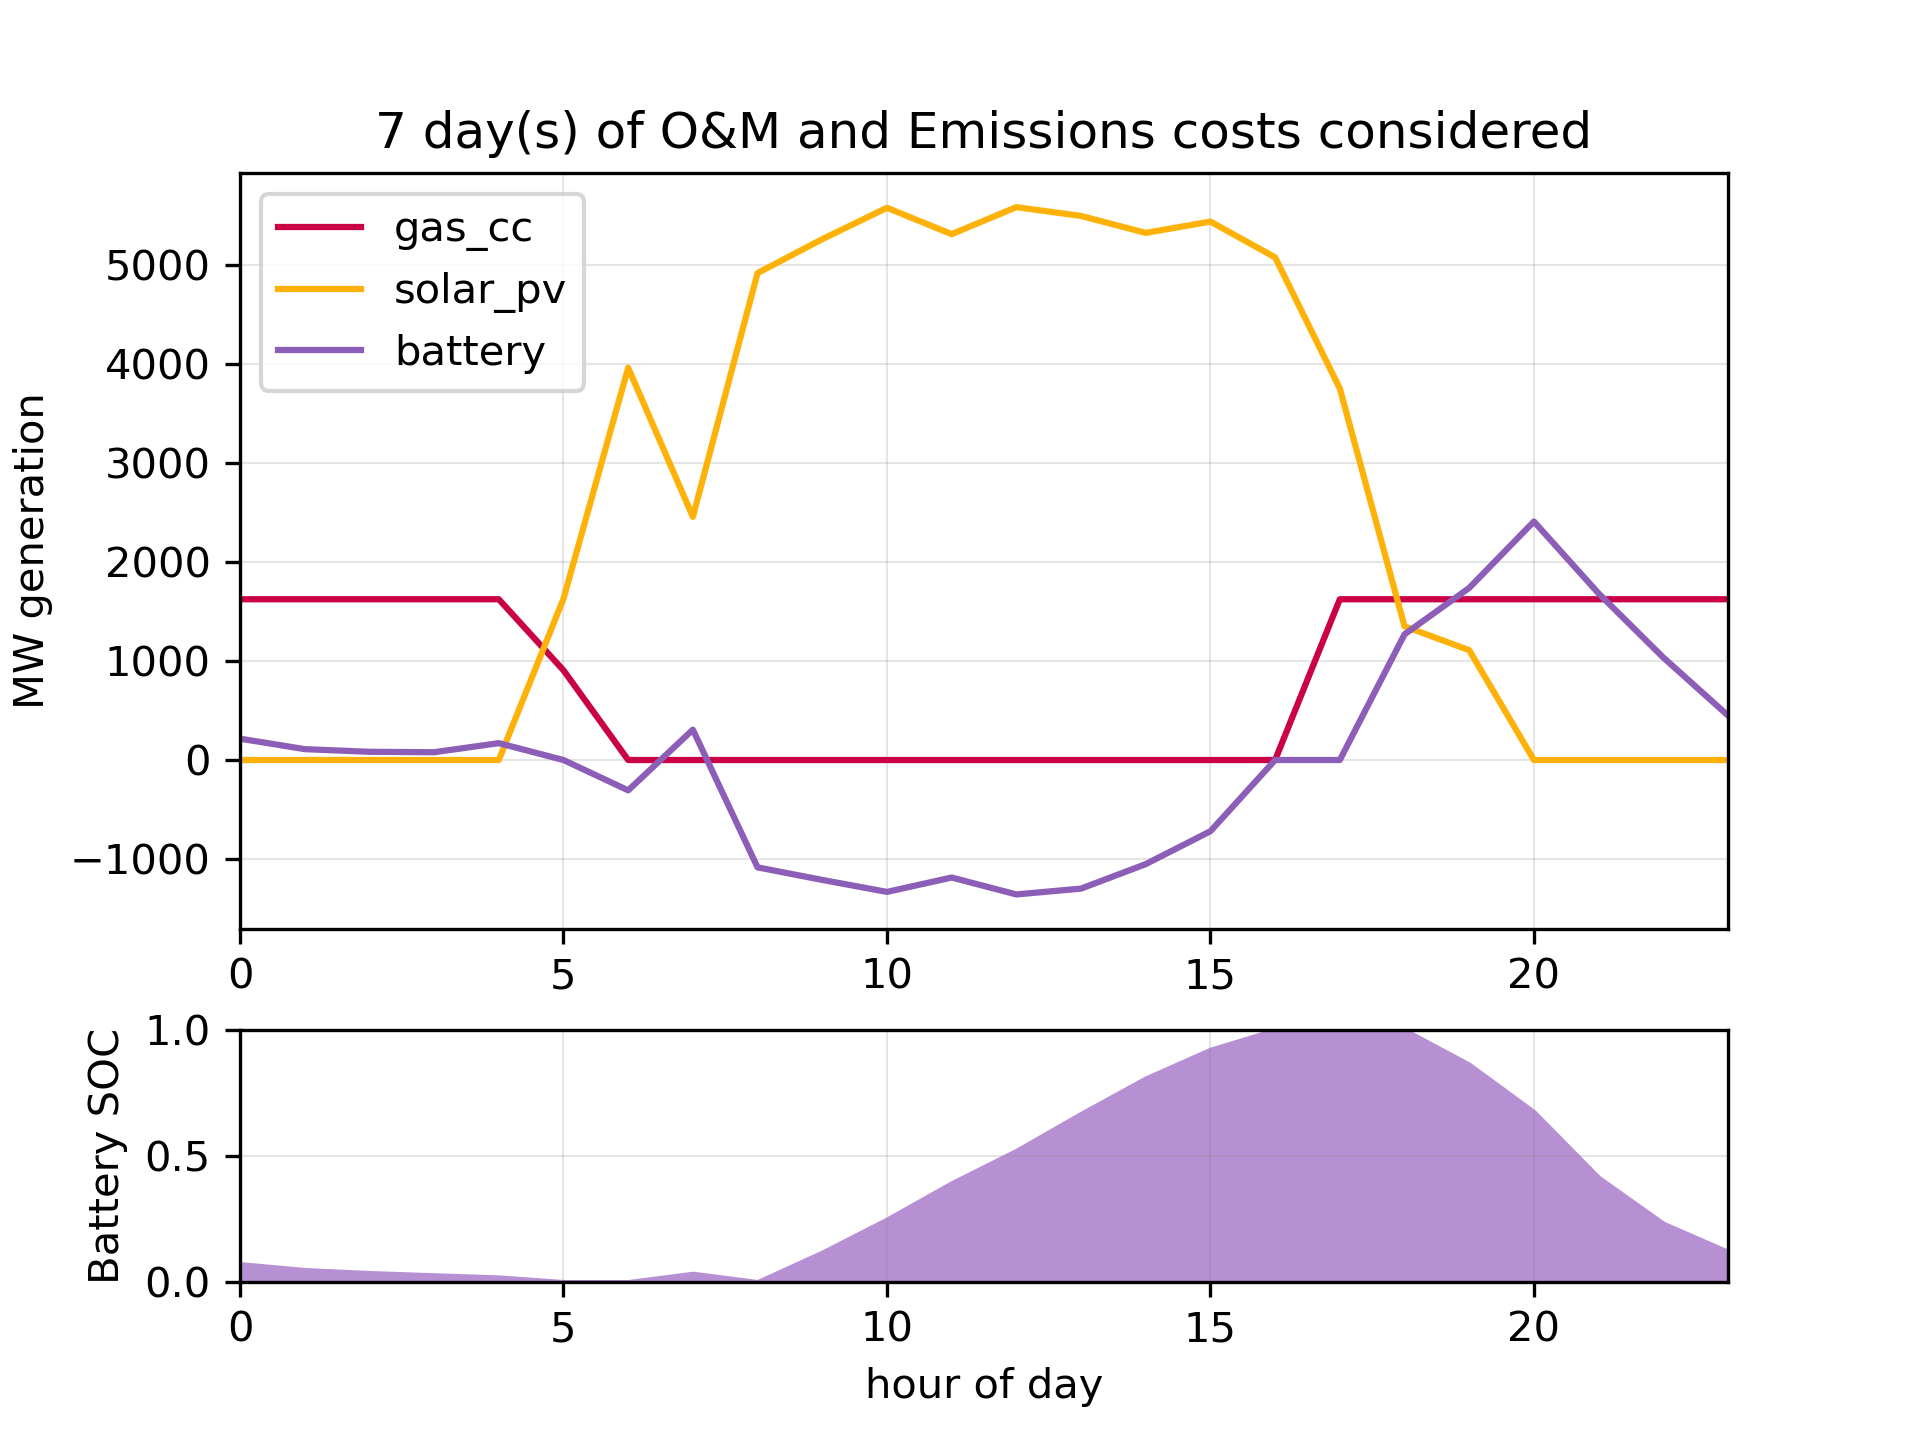 7 day(s) of O&M and Emissions costs considered
gas_cc
solar_pv
battery
MW generation
5000
4000
3000
2000
1000
0
−1000
0 5 10 15 20
Battery SOC
1.0
0.5
0.0
0 5 10 15 20
hour of day